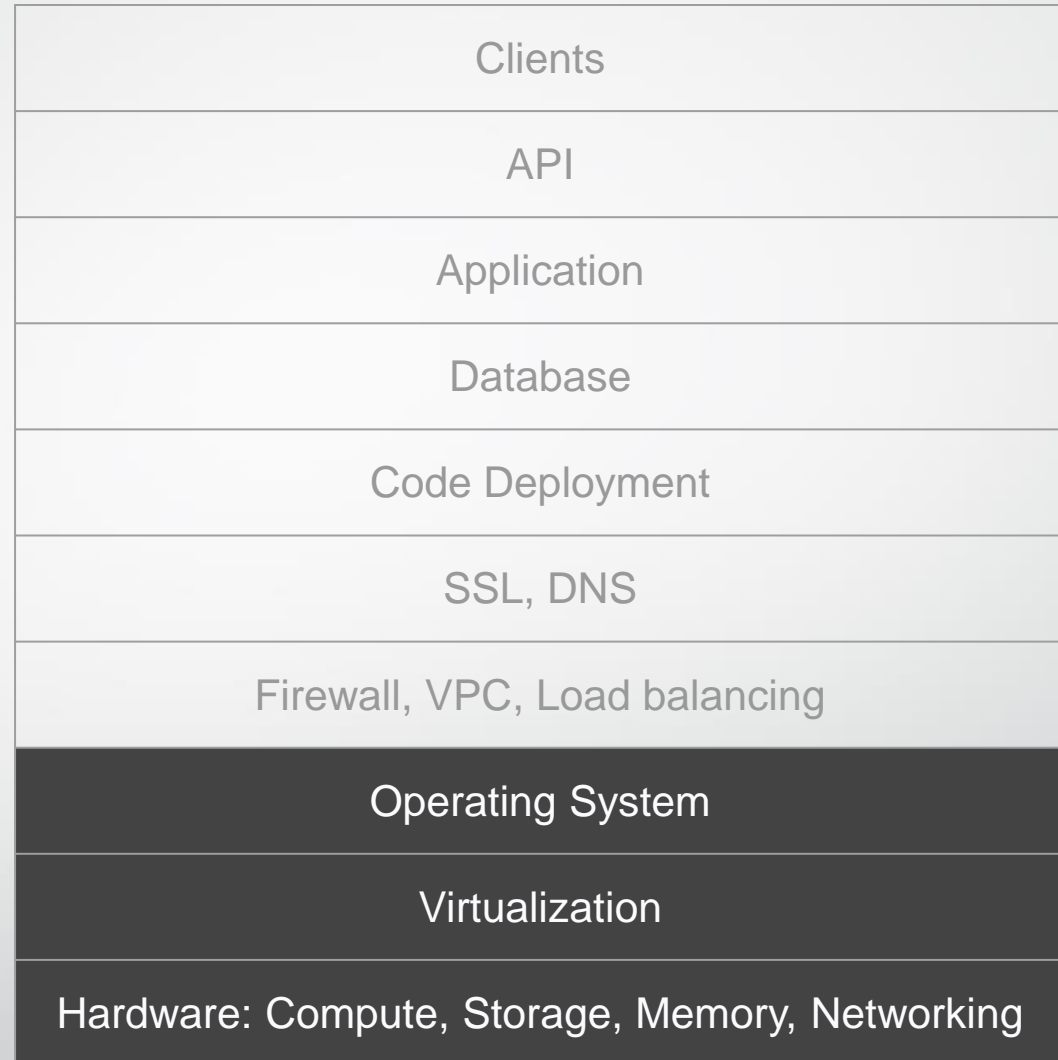 Clients
API
Application
Database
Code Deployment
SSL, DNS
Firewall, VPC, Load balancing
Operating System
Virtualization
Hardware: Compute, Storage, Memory, Networking